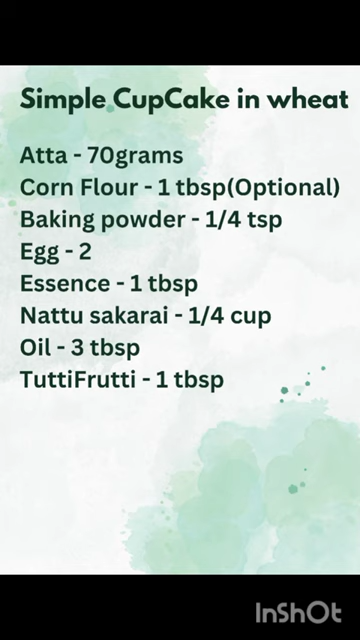 Simple CupCake in wheat
Atta - 70grams
Corn Flour - 1 tbsp(Optional)
Baking powder - 1/4 tsp
Egg - 2
Essence - 1 tbsp
Nattu sakarai - 1/4 cup
Oil - 3 tbsp
TuttiFrutti - 1 tbsp
InShOt